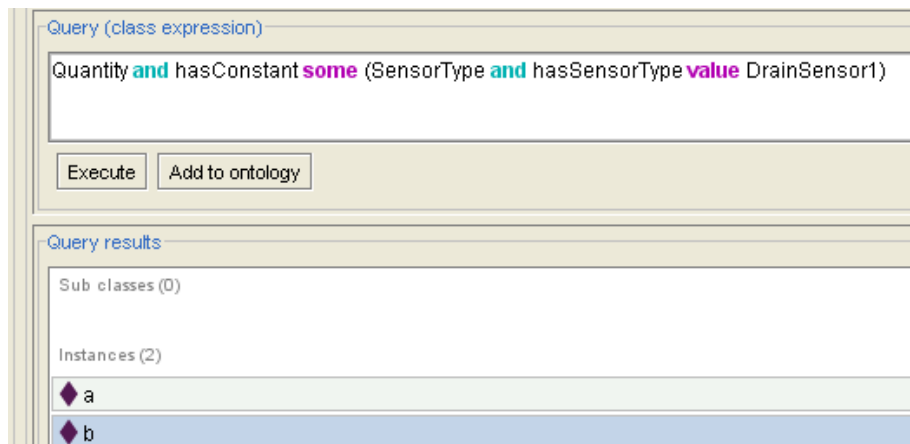 Query (class expression)
Quantity and hasConstant some (SensorType and hasSensorType value DrainSensor1)
Execute Add to ontology
Query results
Sub classes (0)
Instances (2)
a
b